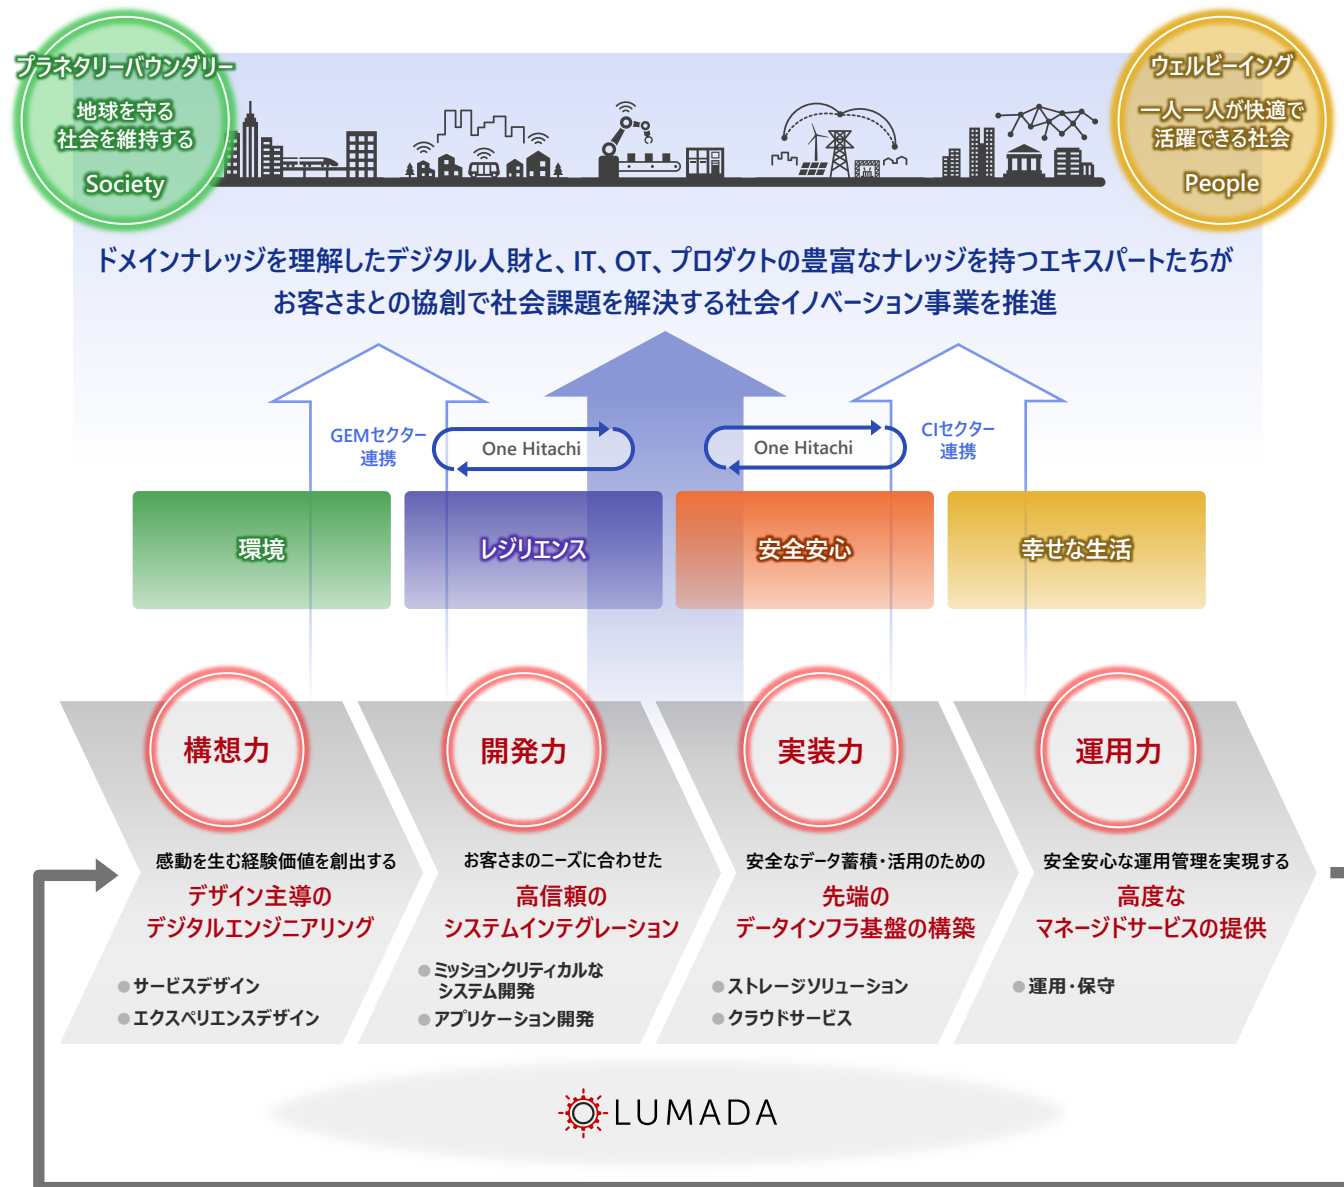 プラネタリーバウンダリー
地球を守る
社会を維持する
Society
ウェルビーイング
一人一人が快適で
活躍できる社会
People
ドメインナレッジを理解したデジタル人財と、IT、OT、プロダクトの豊富なナレッジを持つエキスパートたちが
お客さまとの協創で社会課題を解決する社会イノベーション事業を推進
GEMセクター
連携
One Hitachi
One Hitachi
CIセクター
連携
環境
レジリエンス
安全安心
幸せな生活
構想力
感動を生む経験価値を創出する
デザイン主導の
デジタルエンジニアリング
●サービスデザイン
●エクスペリエンスデザイン
開発力
お客さまのニーズに合わせた
高信頼の
システムインテグレーション
●ミッションクリティカルな
システム開発
●アプリケーション開発
実装力
安全なデータ蓄積・活用のための
先端の
データインフラ基盤の構築
●ストレージソリューション
●クラウドサービス
運用力
安全安心な運用管理を実現する
高度な
マネージドサービスの提供
●運用・保守
LUMADA